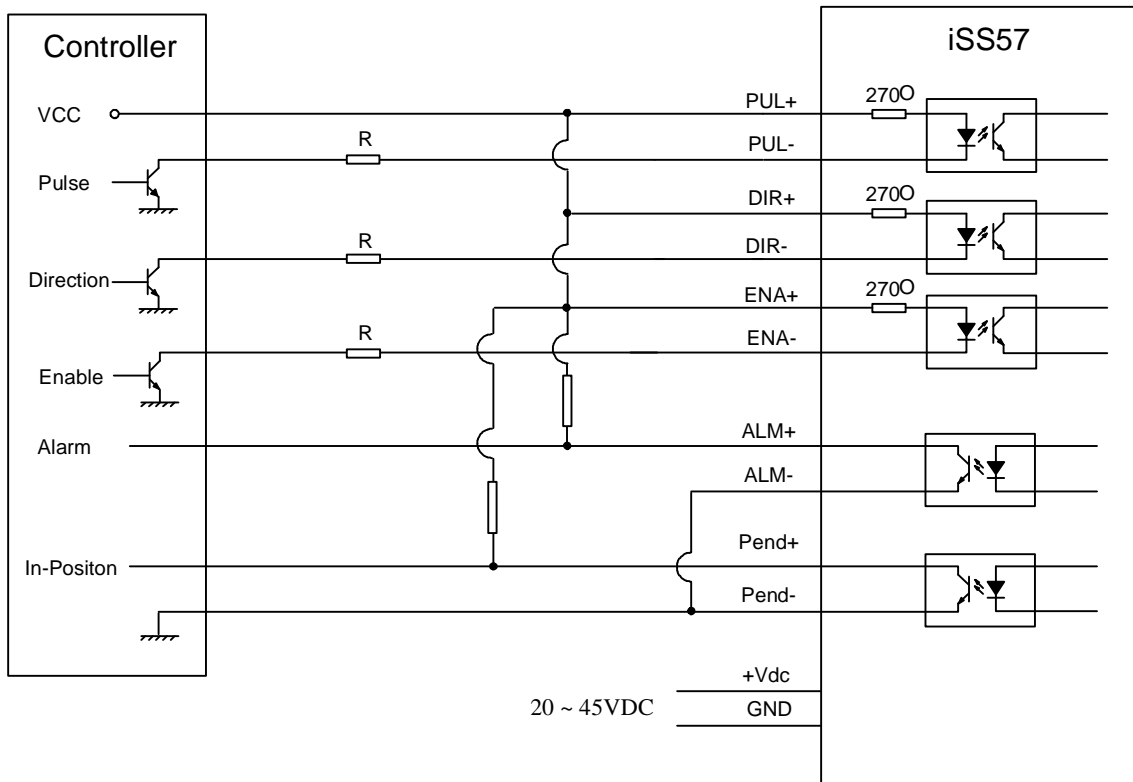 Controller
iSS57
VCC
PUL+
270O
R
PUL-
Pulse
DIR+
270O
R
DIR-
Direction
ENA+
270O
R
ENA-
Enable
Alarm
ALM+
ALM-
In-Positon
Pend+
Pend-
+Vdc
20 ~ 45VDC
GND